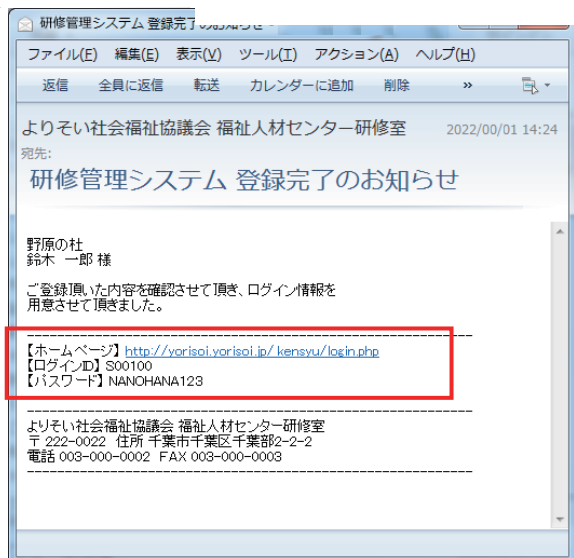 研修管理システム 登録完了のお知らせ -
ファイル(F) 編集(E) 表示(V) ツール(T) アクション(A) ヘルプ(H)
返信 全員に返信 転送 カレンダーに追加 削除 »
よりそい社会福祉協議会 福祉人材センター研修室 2022/00/01 14:24
宛先:
研修管理システム 登録完了のお知らせ
野原の杜
鈴木 一郎 様
ご登録頂いた内容を確認させて頂き、ログイン情報を
用意させて頂きました。
--------------------------------------------------------------
【ホームページ】 http://yorisoi.yorisoi.jp/ kensyu/login.php
【ログインID】 S00100
【パスワード】 NANOHANA123
--------------------------------------------------------------
よりそい社会福祉協議会 福祉人材センター研修室
〒 222-0022 住所 千葉市千葉区千葉部2-2-2
電話 003-000-0002 FAX 003-000-0003
--------------------------------------------------------------